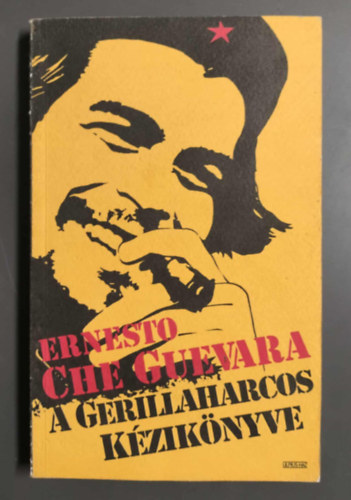 ERNESTO
CHE GUEVARA
A GERILLAHARCOS
KÉZIKÖNYVE